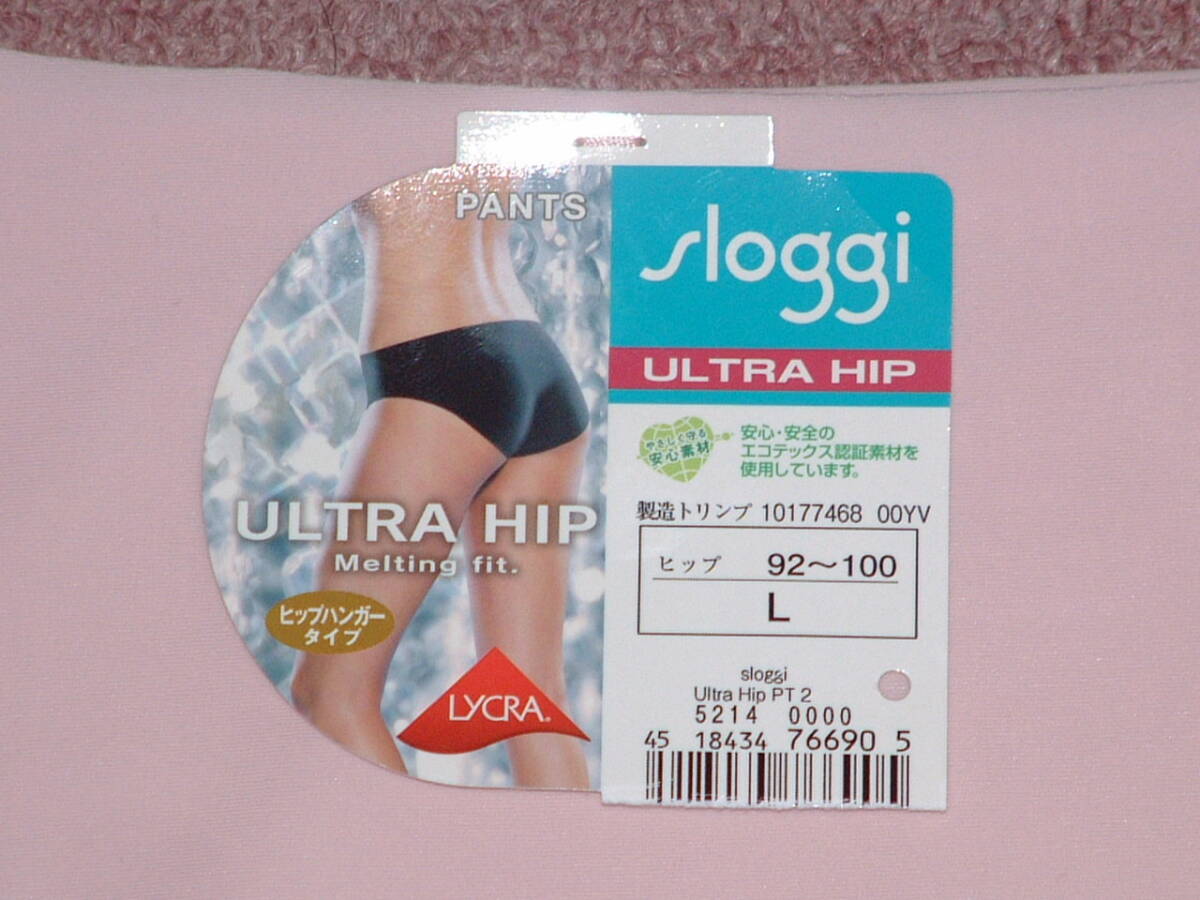 PANTS
ULTRA HIP
Melting fit.
ヒップハンガー
タイプ
LYCRA®
sloggi
ULTRA HIP
やさしく守る
安心素材
安心・安全の
エコテックス認証素材を
使用しています。
製造トリンプ 10177468 00YV
ヒップ 92～100
L
sloggi
Ultra Hip PT 2
5214 0000
45 18434 76690 5